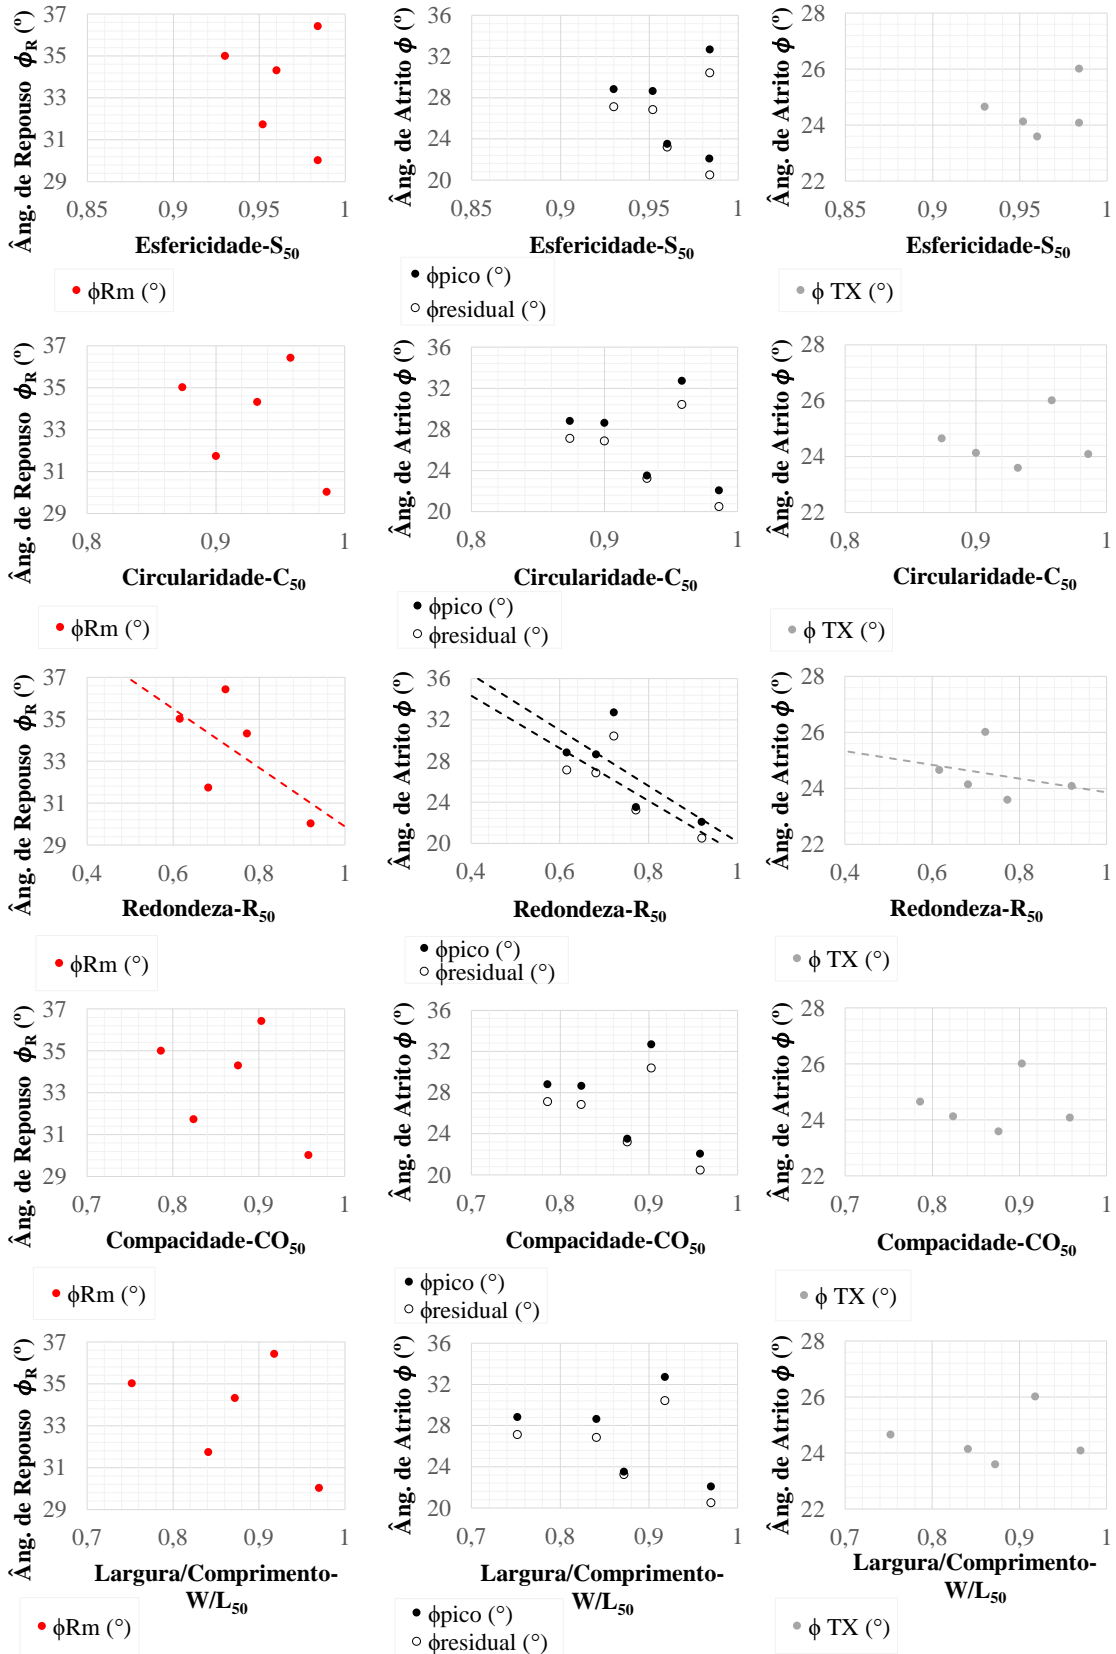 Âng. de Repouso ϕR (º)
37
35
33
31
29
0,85 0,9 0,95 1
Esfericidade-S50
ϕRm (°)
Âng. de Atrito ϕ (º)
36
32
28
24
20
0,85 0,9 0,95 1
Esfericidade-S50
ϕpico (°)
ϕresidual (°)
Âng. de Atrito ϕ (º)
28
26
24
22
0,85 0,9 0,95 1
Esfericidade-S50
ϕ TX (°)
Âng. de Repouso ϕR (º)
37
35
33
31
29
0,8 0,9 1
Circularidade-C50
ϕRm (°)
Âng. de Atrito ϕ (º)
36
32
28
24
20
0,8 0,9 1
Circularidade-C50
ϕpico (°)
ϕresidual (°)
Âng. de Atrito ϕ (º)
28
26
24
22
0,8 0,9 1
Circularidade-C50
ϕ TX (°)
Âng. de Repouso ϕR (º)
37
35
33
31
29
0,4 0,6 0,8 1
Redondeza-R50
ϕRm (°)
Âng. de Atrito ϕ (º)
36
32
28
24
20
0,4 0,6 0,8 1
Redondeza-R50
ϕpico (°)
ϕresidual (°)
Âng. de Atrito ϕ (º)
28
26
24
22
0,4 0,6 0,8 1
Redondeza-R50
ϕ TX (°)
Âng. de Repouso ϕR (º)
37
35
33
31
29
0,7 0,8 0,9 1
Compacidade-CO50
ϕRm (°)
Âng. de Atrito ϕ (º)
36
32
28
24
20
0,7 0,8 0,9 1
Compacidade-CO50
ϕpico (°)
ϕresidual (°)
Âng. de Atrito ϕ (º)
28
26
24
22
0,7 0,8 0,9 1
Compacidade-CO50
ϕ TX (°)
Âng. de Repouso ϕR (º)
37
35
33
31
29
0,7 0,8 0,9 1
Largura/Comprimento-
W/L50
ϕRm (°)
Âng. de Atrito ϕ (º)
36
32
28
24
20
0,7 0,8 0,9 1
Largura/Comprimento-
W/L50
ϕpico (°)
ϕresidual (°)
Âng. de Atrito ϕ (º)
28
26
24
22
0,7 0,8 0,9 1
Largura/Comprimento-
W/L50
ϕ TX (°)